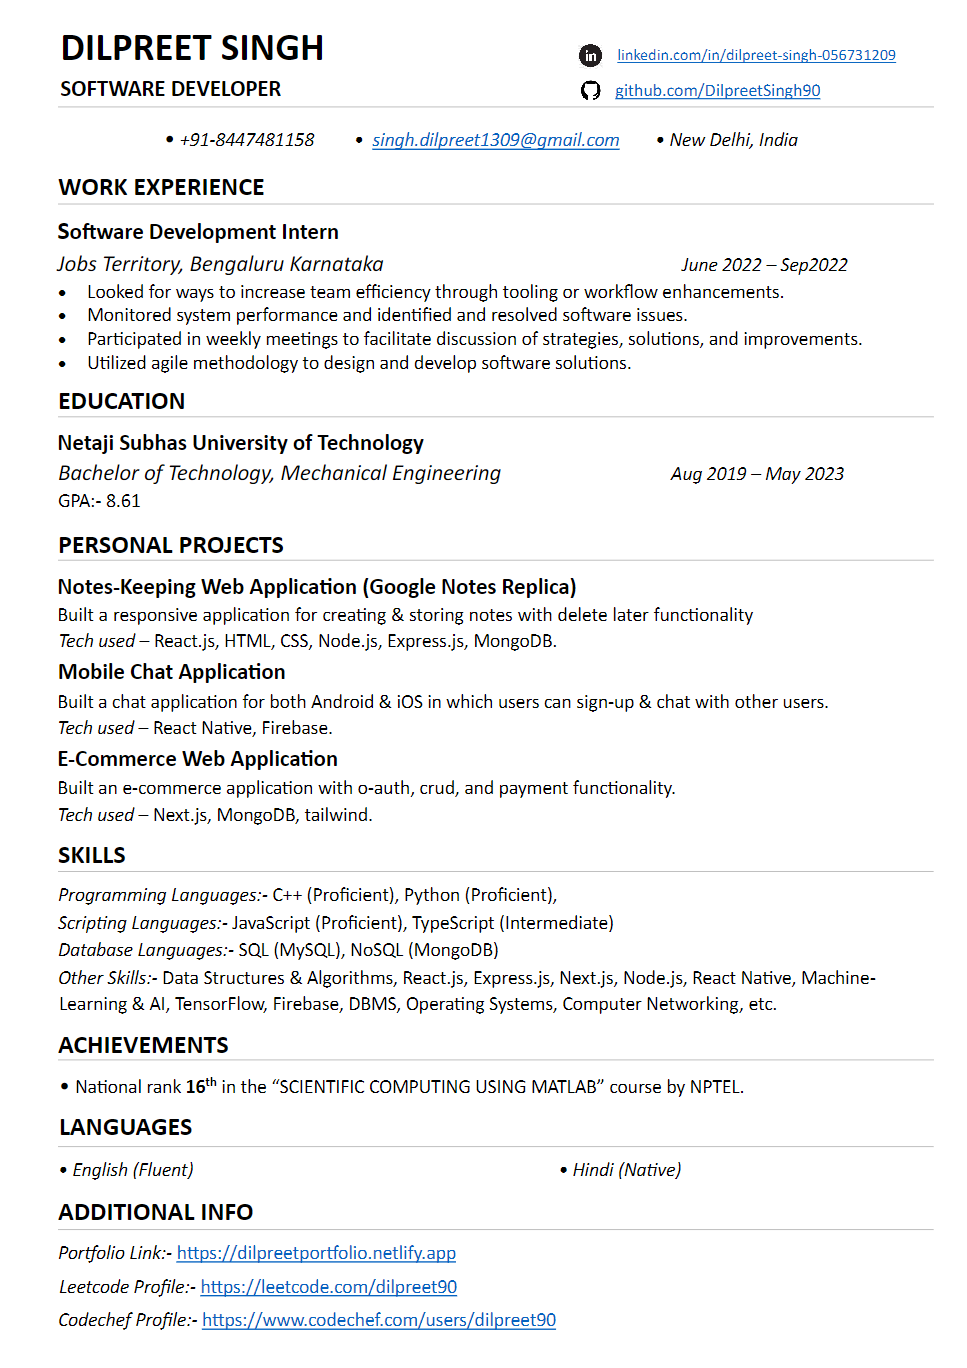 DILPREET SINGH
linkedin.com/in/dilpreet-singh-056731209
SOFTWARE DEVELOPER
github.com/DilpreetSingh90
• +91-8447481158 • singh.dilpreet1309@gmail.com • New Delhi, India
WORK EXPERIENCE
Software Development Intern
Jobs Territory, Bengaluru Karnataka June 2022 – Sep2022
• Looked for ways to increase team efficiency through tooling or workflow enhancements.
• Monitored system performance and identified and resolved software issues.
• Participated in weekly meetings to facilitate discussion of strategies, solutions, and improvements.
• Utilized agile methodology to design and develop software solutions.
EDUCATION
Netaji Subhas University of Technology
Bachelor of Technology, Mechanical Engineering Aug 2019 – May 2023
GPA:- 8.61
PERSONAL PROJECTS
Notes-Keeping Web Application (Google Notes Replica)
Built a responsive application for creating & storing notes with delete later functionality
Tech used – React.js, HTML, CSS, Node.js, Express.js, MongoDB.
Mobile Chat Application
Built a chat application for both Android & iOS in which users can sign-up & chat with other users.
Tech used – React Native, Firebase.
E-Commerce Web Application
Built an e-commerce application with o-auth, crud, and payment functionality.
Tech used – Next.js, MongoDB, tailwind.
SKILLS
Programming Languages:- C++ (Proficient), Python (Proficient),
Scripting Languages:- JavaScript (Proficient), TypeScript (Intermediate)
Database Languages:- SQL (MySQL), NoSQL (MongoDB)
Other Skills:- Data Structures & Algorithms, React.js, Express.js, Next.js, Node.js, React Native, Machine-
Learning & AI, TensorFlow, Firebase, DBMS, Operating Systems, Computer Networking, etc.
ACHIEVEMENTS
• National rank 16th in the “SCIENTIFIC COMPUTING USING MATLAB” course by NPTEL.
LANGUAGES
• English (Fluent) • Hindi (Native)
ADDITIONAL INFO
Portfolio Link:- https://dilpreetportfolio.netlify.app
Leetcode Profile:- https://leetcode.com/dilpreet90
Codechef Profile:- https://www.codechef.com/users/dilpreet90